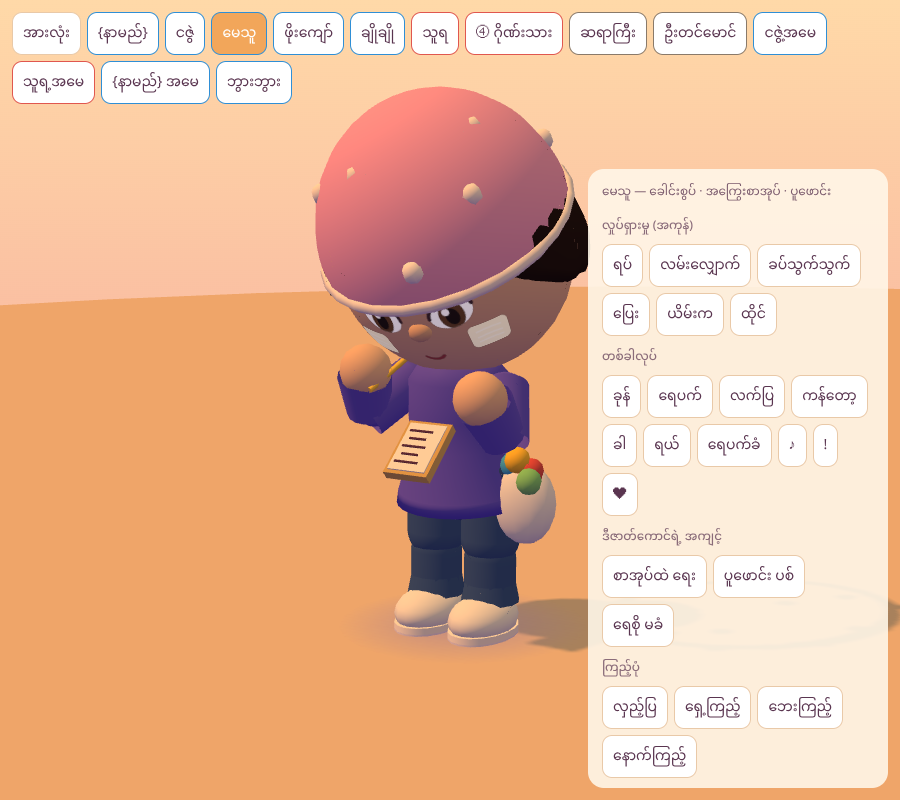 အားလုံး {နာမည်} ငဇွဲ မေသူ ဖိုးကျော် ချိုချို သူရ ④ ဂိုဏ်းသား ဆရာကြီး ဦးတင်မောင် ငဇွဲ့အမေ
သူရ့အမေ {နာမည်} အမေ ဘွားဘွား
မေသူ — ခေါင်းစွပ် · အကြွေးစာအုပ် · ပူဖောင်း
လှုပ်ရှားမှု (အကုန်)
ရပ် လမ်းလျှောက် ခပ်သွက်သွက်
ပြေး ယိမ်းက ထိုင်
တစ်ခါလုပ်
ခုန် ရေပက် လက်ပြ ကန်တော့
ခါ ရယ် ရေပက်ခံ ♪ !
♥
ဒီဇာတ်ကောင်ရဲ့ အကျင့်
စာအုပ်ထဲ ရေး ပူဖောင်း ပစ်
ရေစို မခံ
ကြည့်ပုံ
လှည့်ပြ ရှေ့ကြည့် ဘေးကြည့်
နောက်ကြည့်